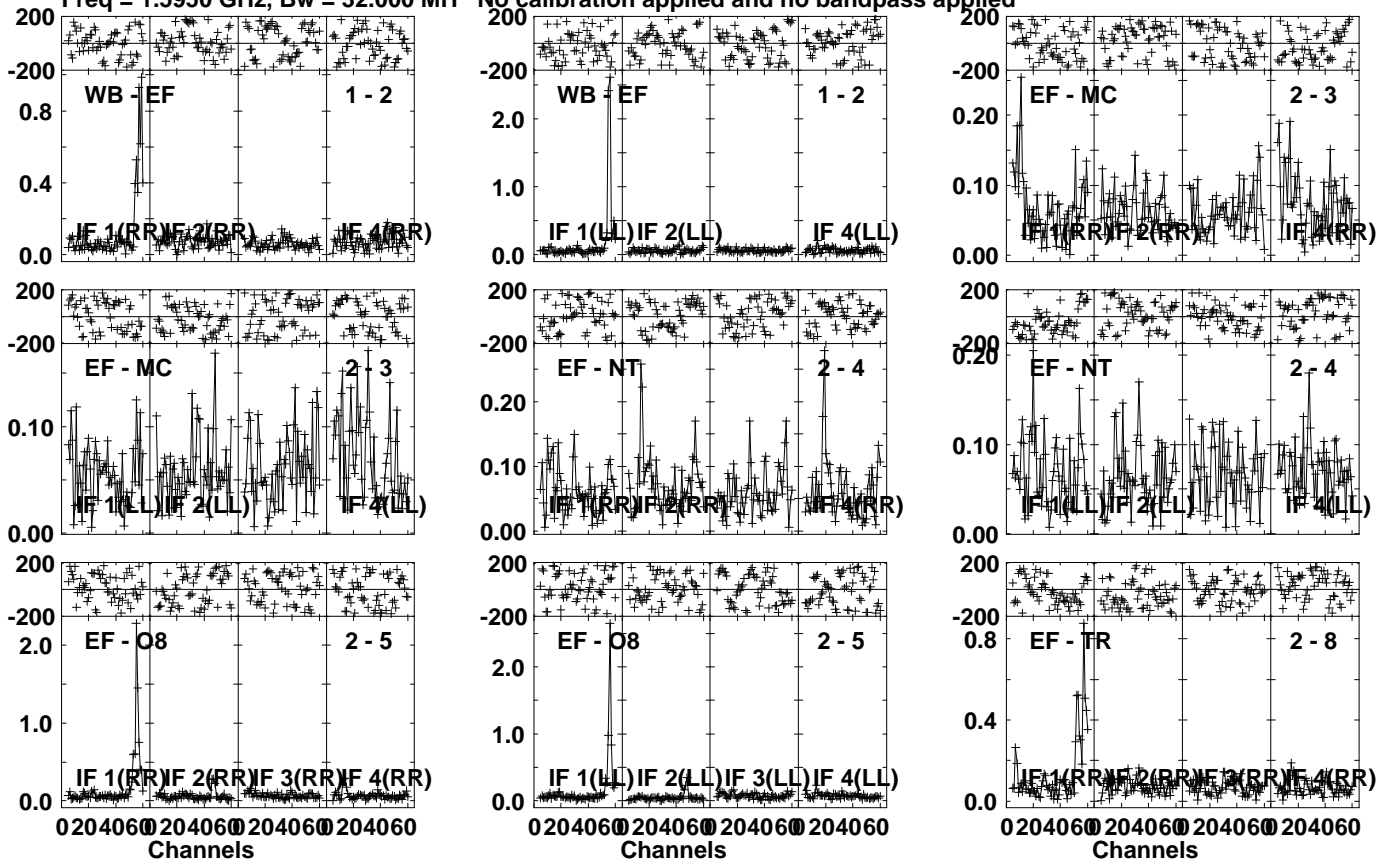 Freq = 1.5950 GHz, Bw = 32.000 MH No calibration applied and no bandpass applied
200
-200
WB - EF 1 - 2
0.8
0.4
0.0
IF 1(RR) IF 2(RR) IF 4(RR)
200
-200
WB - EF 1 - 2
2.0
1.0
0.0
IF 1(LL) IF 2(LL) IF 4(LL)
200
-200
EF - MC 2 - 3
0.20
0.10
0.00
IF 1(RR) IF 2(RR) IF 4(RR)
200
-200
EF - MC 2 - 3
0.10
0.00
IF 1(LL) IF 2(LL) IF 4(LL)
200
-200
EF - NT 2 - 4
0.20
0.10
0.00
IF 1(RR) IF 2(RR) IF 4(RR)
200
-200
EF - NT 2 - 4
0.20
0.10
0.00
IF 1(LL) IF 2(LL) IF 4(LL)
200
-200
EF - O8 2 - 5
2.0
1.0
0.0
IF 1(RR) IF 2(RR) IF 3(RR) IF 4(RR)
0 20 40 60 0 20 40 60 0 20 40 60 0 20 40 60
Channels
200
-200
EF - O8 2 - 5
2.0
1.0
0.0
IF 1(LL) IF 2(LL) IF 3(LL) IF 4(LL)
0 20 40 60 0 20 40 60 0 20 40 60 0 20 40 60
Channels
200
-200
EF - TR 2 - 8
0.8
0.4
0.0
IF 1(RR) IF 2(RR) IF 3(RR) IF 4(RR)
0 20 40 60 0 20 40 60 0 20 40 60 0 20 40 60
Channels